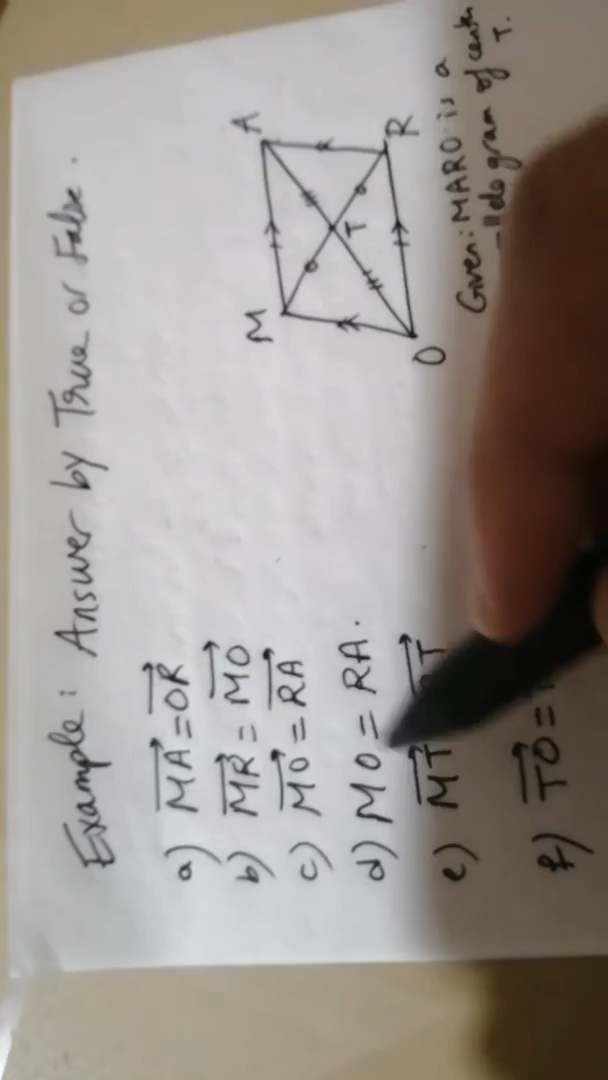 Example: Answer by True or False.
a) MA = OR
b) MR = MO
c) MO = RA
d) MO = RA.
e) MT
f) TO =
M
A
R
O
T
Given: MARO is a
gram of center
T.